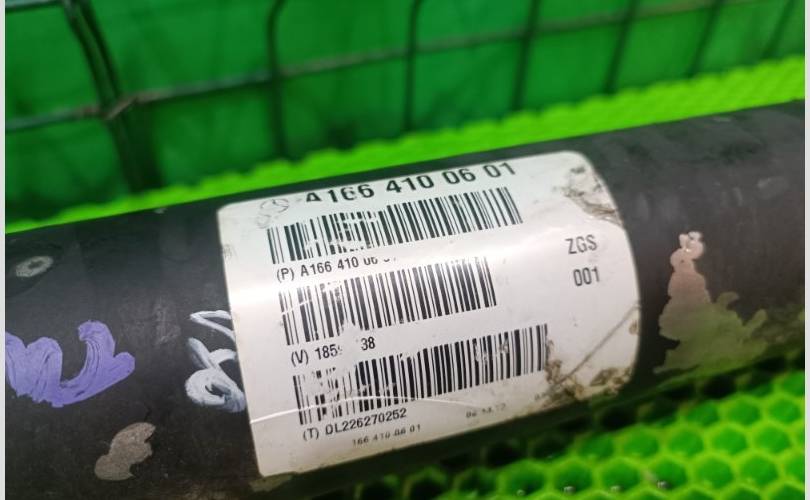 A 166 410 06 01
(P) A166 410 06
ZGS
001
(V) 185 38
(T) DL226270252
166 410 06 01